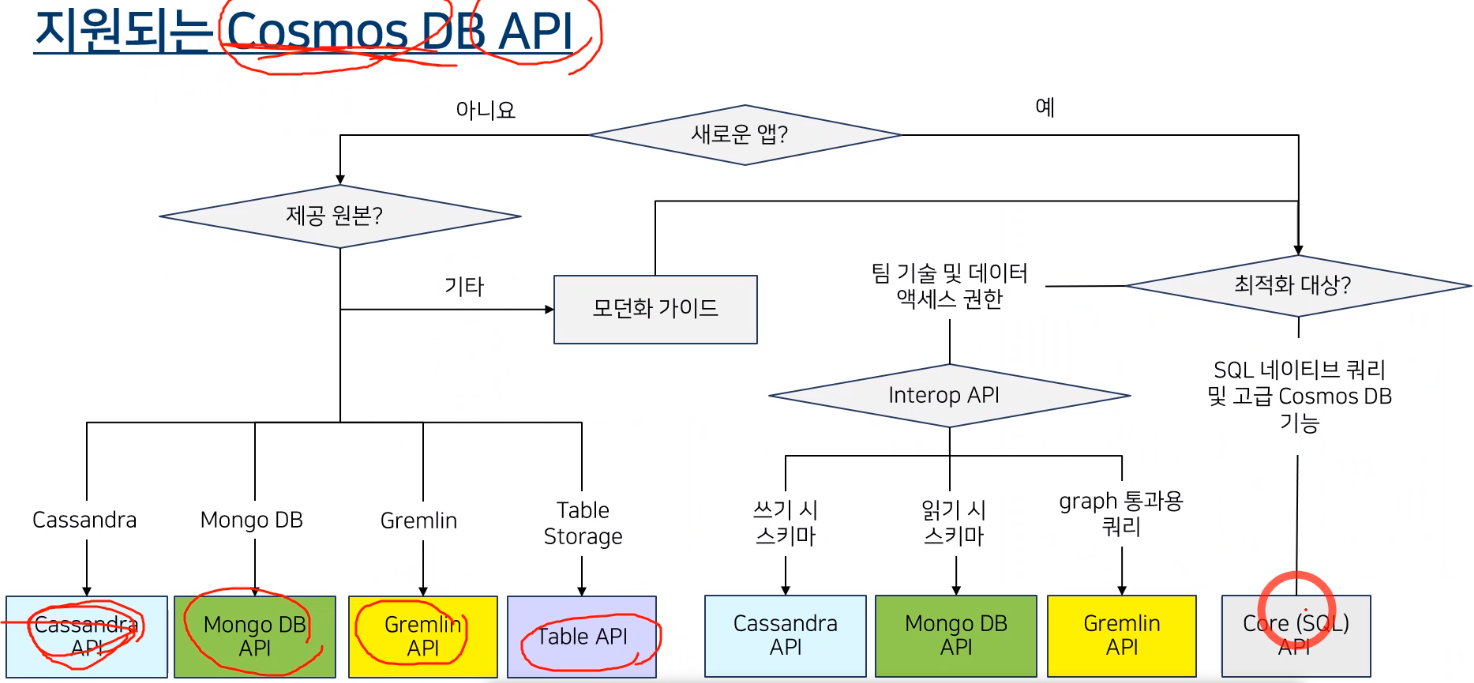 지원되는 Cosmos DB API
아니요
새로운 앱?
예
제공 원본?
기타
모던화 가이드
팀 기술 및 데이터
액세스 권한
최적화 대상?
Interop API
SQL 네이티브 쿼리
및 고급 Cosmos DB
기능
Cassandra
Mongo DB
Gremlin
Table
Storage
쓰기 시
스키마
읽기 시
스키마
graph 통과용
쿼리
Cassandra
API
Mongo DB
API
Gremlin
API
Table API
Cassandra
API
Mongo DB
API
Gremlin
API
Core (SQL)
API